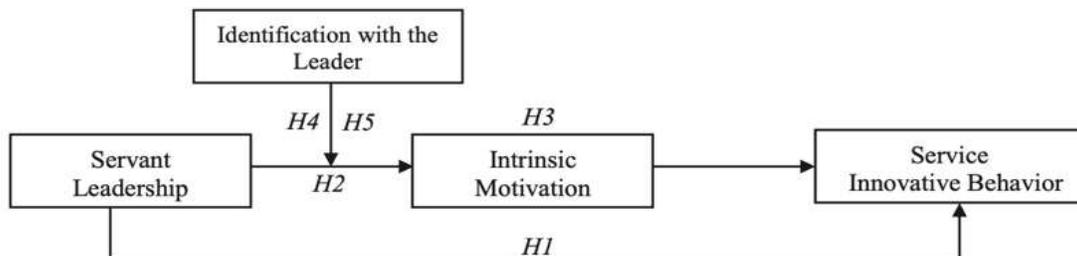 Identification with the
Leader
H4 H5
H3
Servant
Leadership
H2
Intrinsic
Motivation
Service
Innovative Behavior
H1